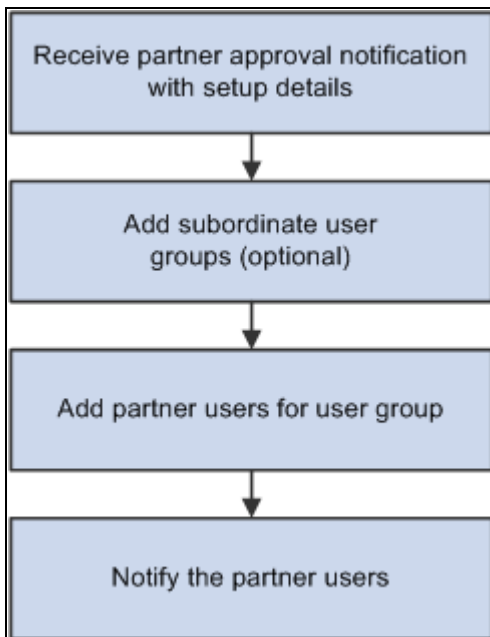 Receive partner approval notification
with setup details
Add subordinate user
groups (optional)
Add partner users for user group
Notify the partner users